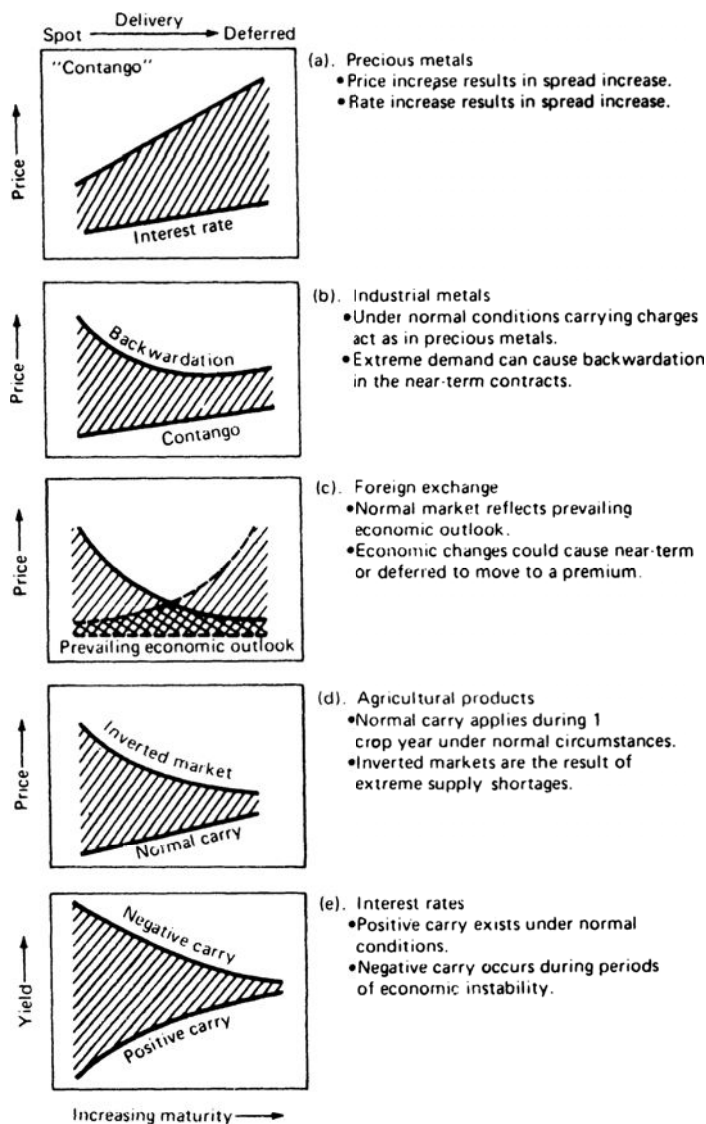 Delivery
Spot → Deferred
"Contango"
Price →
Interest rate
(a). Precious metals
• Price increase results in spread increase.
• Rate increase results in spread increase.
Price →
Backwardation
Contango
(b). Industrial metals
• Under normal conditions carrying charges
act as in precious metals.
• Extreme demand can cause backwardation
in the near-term contracts.
Price →
Prevailing economic outlook
(c). Foreign exchange
• Normal market reflects prevailing
economic outlook.
• Economic changes could cause near-term
or deferred to move to a premium.
Price →
Inverted market
Normal carry
(d). Agricultural products
• Normal carry applies during 1
crop year under normal circumstances.
• Inverted markets are the result of
extreme supply shortages.
Yield →
Negative carry
Positive carry
(e). Interest rates
• Positive carry exists under normal
conditions.
• Negative carry occurs during periods
of economic instability.
Increasing maturity →